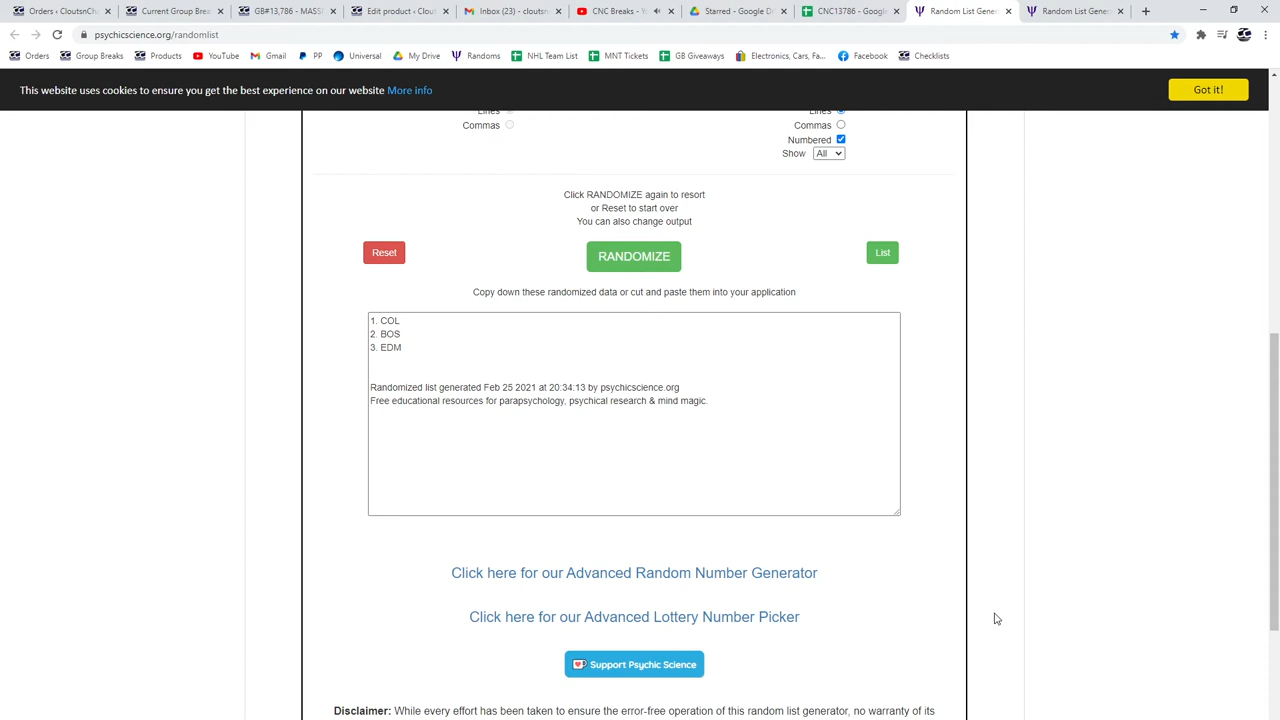 Orders ‹ CloutsnCh
Current Group Brea
GB#13,786 - MASSI
Edit product ‹ Clou
Inbox (23) - cloutsn
CNC Breaks - Y
Starred - Google D
CNC13786 - Googl
Random List Gene
Random List Gene
psychicscience.org/randomlist
Orders
Group Breaks
Products
YouTube
Gmail
PP
Universal
My Drive
Randoms
NHL Team List
MNT Tickets
GB Giveaways
Electronics, Cars, Fa...
Facebook
Checklists
This website uses cookies to ensure you get the best experience on our website More info
Got it!
Lines
Lines
Commas
Commas
Numbered
Show All
Click RANDOMIZE again to resort
or Reset to start over
You can also change output
Reset
RANDOMIZE
List
Copy down these randomized data or cut and paste them into your application
1. COL
2. BOS
3. EDM
Randomized list generated Feb 25 2021 at 20:34:13 by psychicscience.org
Free educational resources for parapsychology, psychical research & mind magic.
Click here for our Advanced Random Number Generator
Click here for our Advanced Lottery Number Picker
Support Psychic Science
Disclaimer: While every effort has been taken to ensure the error-free operation of this random list generator, no warranty of its